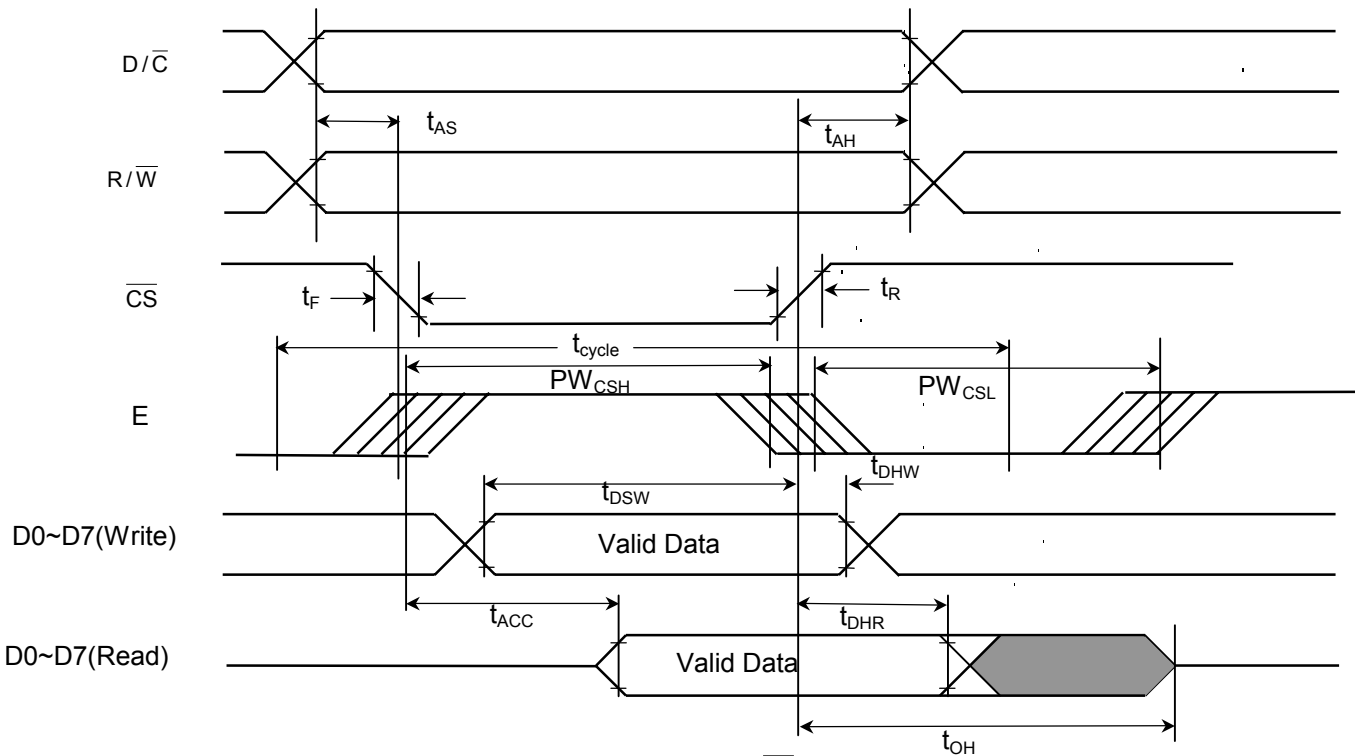 D/C̅
t_AS
t_AH
R/W̅
C̅S̅
t_F
t_R
t_cycle
PW_CSH
PW_CSL
E
t_DHW
t_DSW
D0~D7(Write)
Valid Data
t_ACC
t_DHR
D0~D7(Read)
Valid Data
t_OH